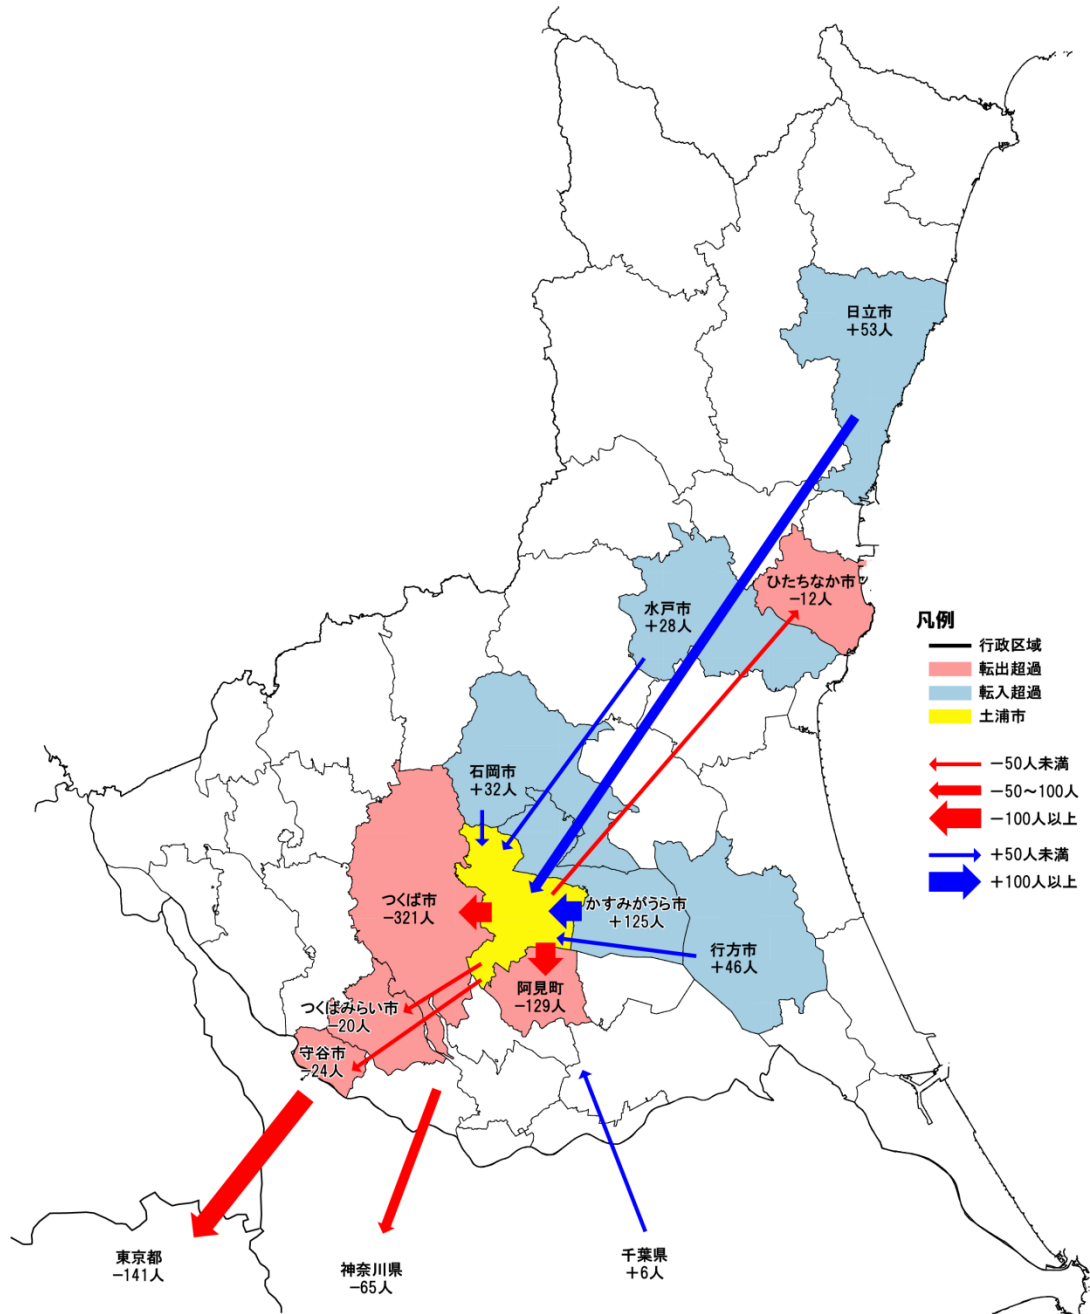 日立市
+53人
ひたちなか市
-12人
水戸市
+28人
凡例
行政区域
転出超過
転入超過
土浦市
-50人未満
-50~100人
-100人以上
+50人未満
+100人以上
石岡市
+32人
つくば市
-321人
かすみがうら市
+125人
行方市
+46人
阿見町
-129人
つくばみらい市
-20人
守谷市
-24人
東京都
-141人
神奈川県
-65人
千葉県
+6人